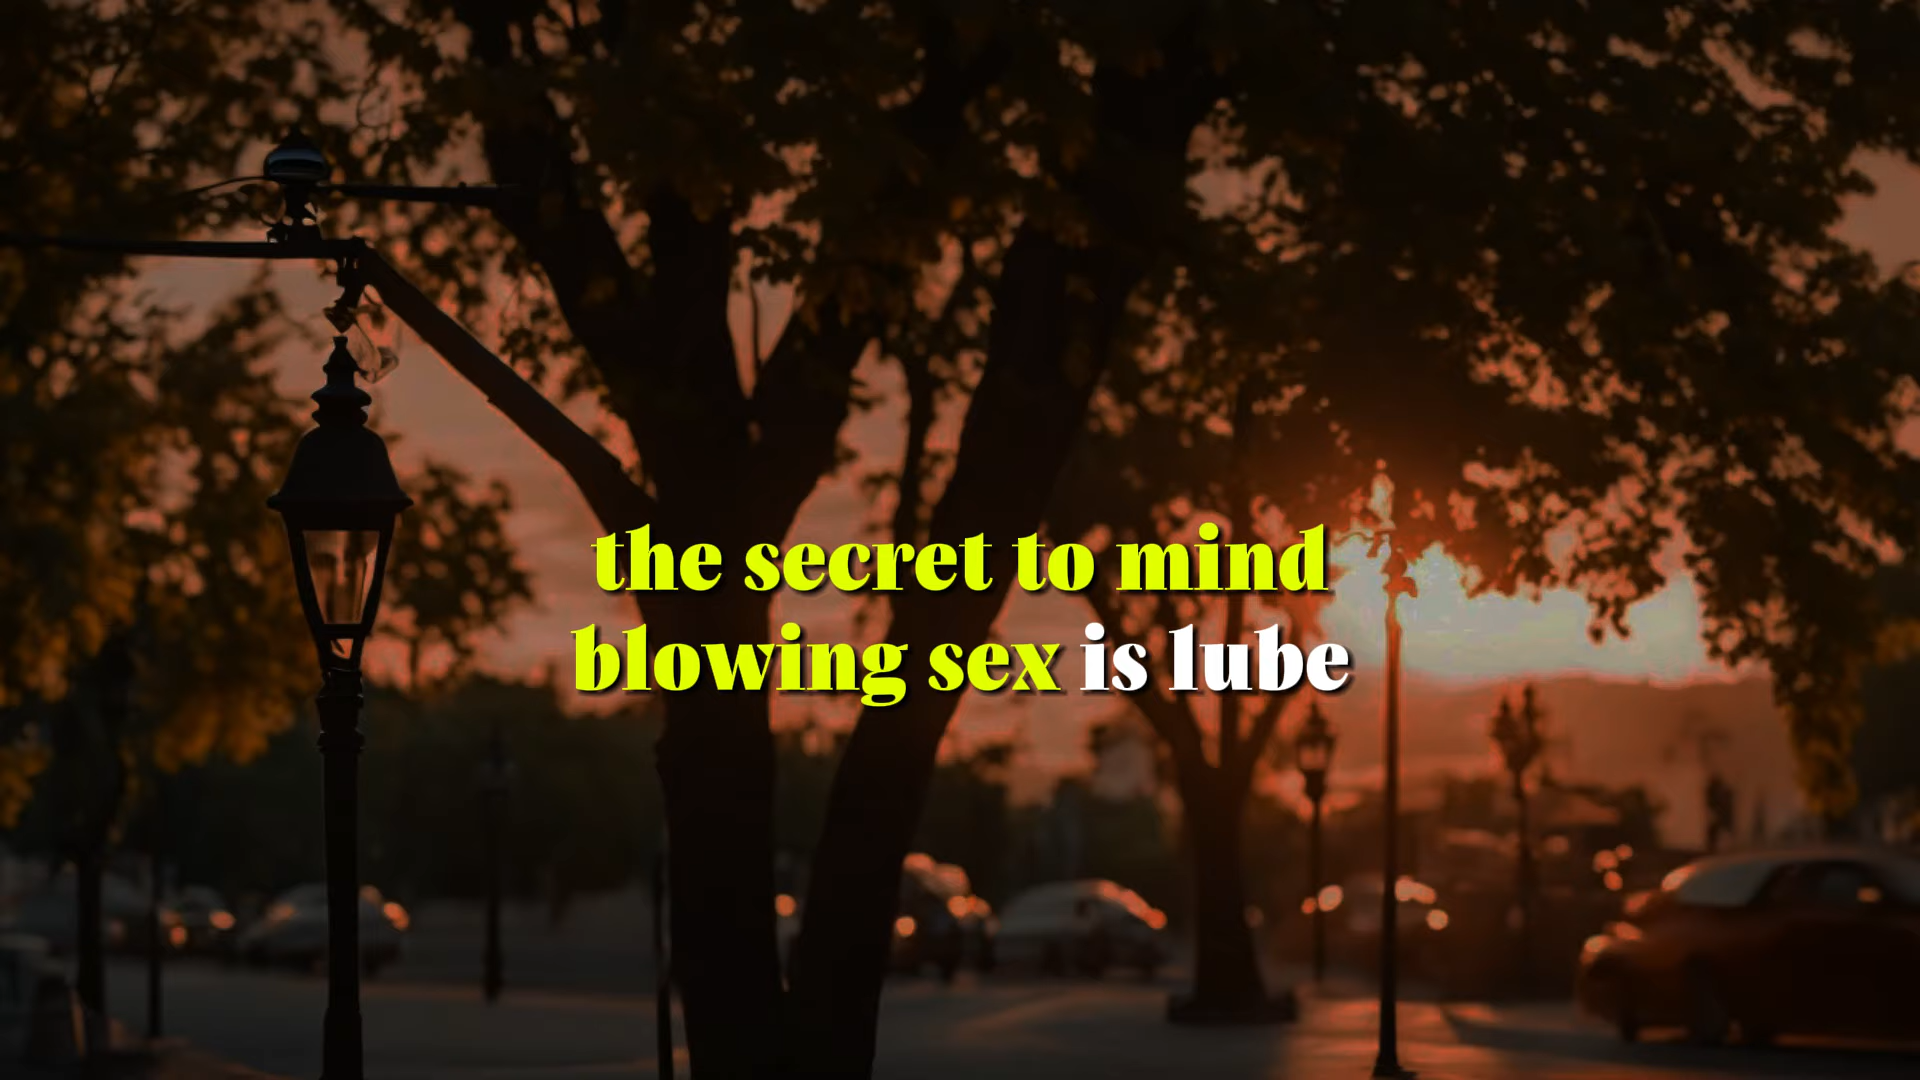 the secret to mind
blowing sex is lube